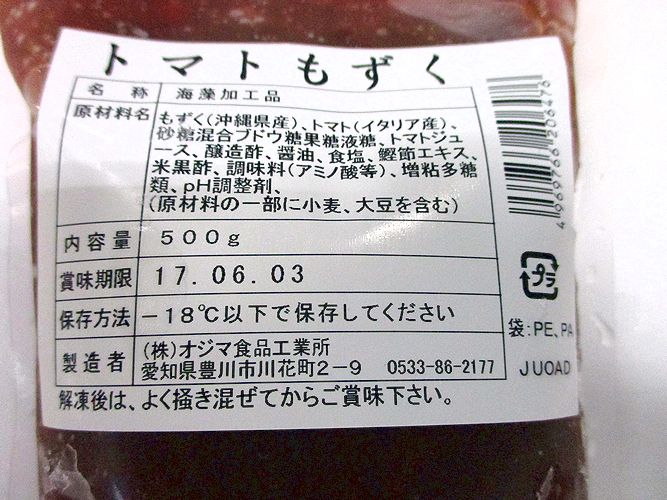 トマトもずく
名称 海藻加工品
原材料名 もずく(沖縄県産)、トマト(イタリア産)、
砂糖混合ブドウ糖果糖液糖、トマトジュ
ース、醸造酢、醤油、食塩、鰹節エキス、
米黒酢、調味料(アミノ酸等)、増粘多糖
類、pH調整剤、
(原材料の一部に小麦、大豆を含む)
内容量 500g
賞味期限 17.06.03
保存方法 -18℃以下で保存してください
製造者 (株)オジマ食品工業所
愛知県豊川市川花町2-9 0533-86-2177
解凍後は、よく掻き混ぜてからご賞味下さい。
4969766206476
プラ
袋:PE、PA
JUOAD